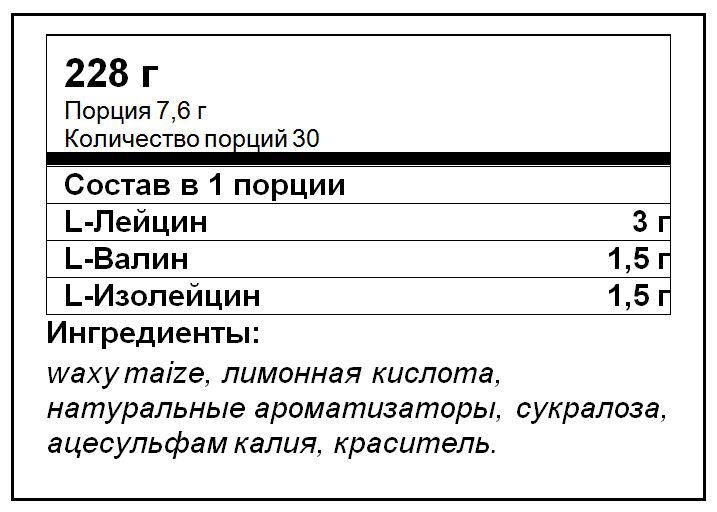 228 г
Порция 7,6 г
Количество порций 30
Состав в 1 порции
L-Лейцин 3 г
L-Валин 1,5 г
L-Изолейцин 1,5 г
Ингредиенты:
waxy maize, лимонная кислота,
натуральные ароматизаторы, сукралоза,
ацесульфам калия, краситель.